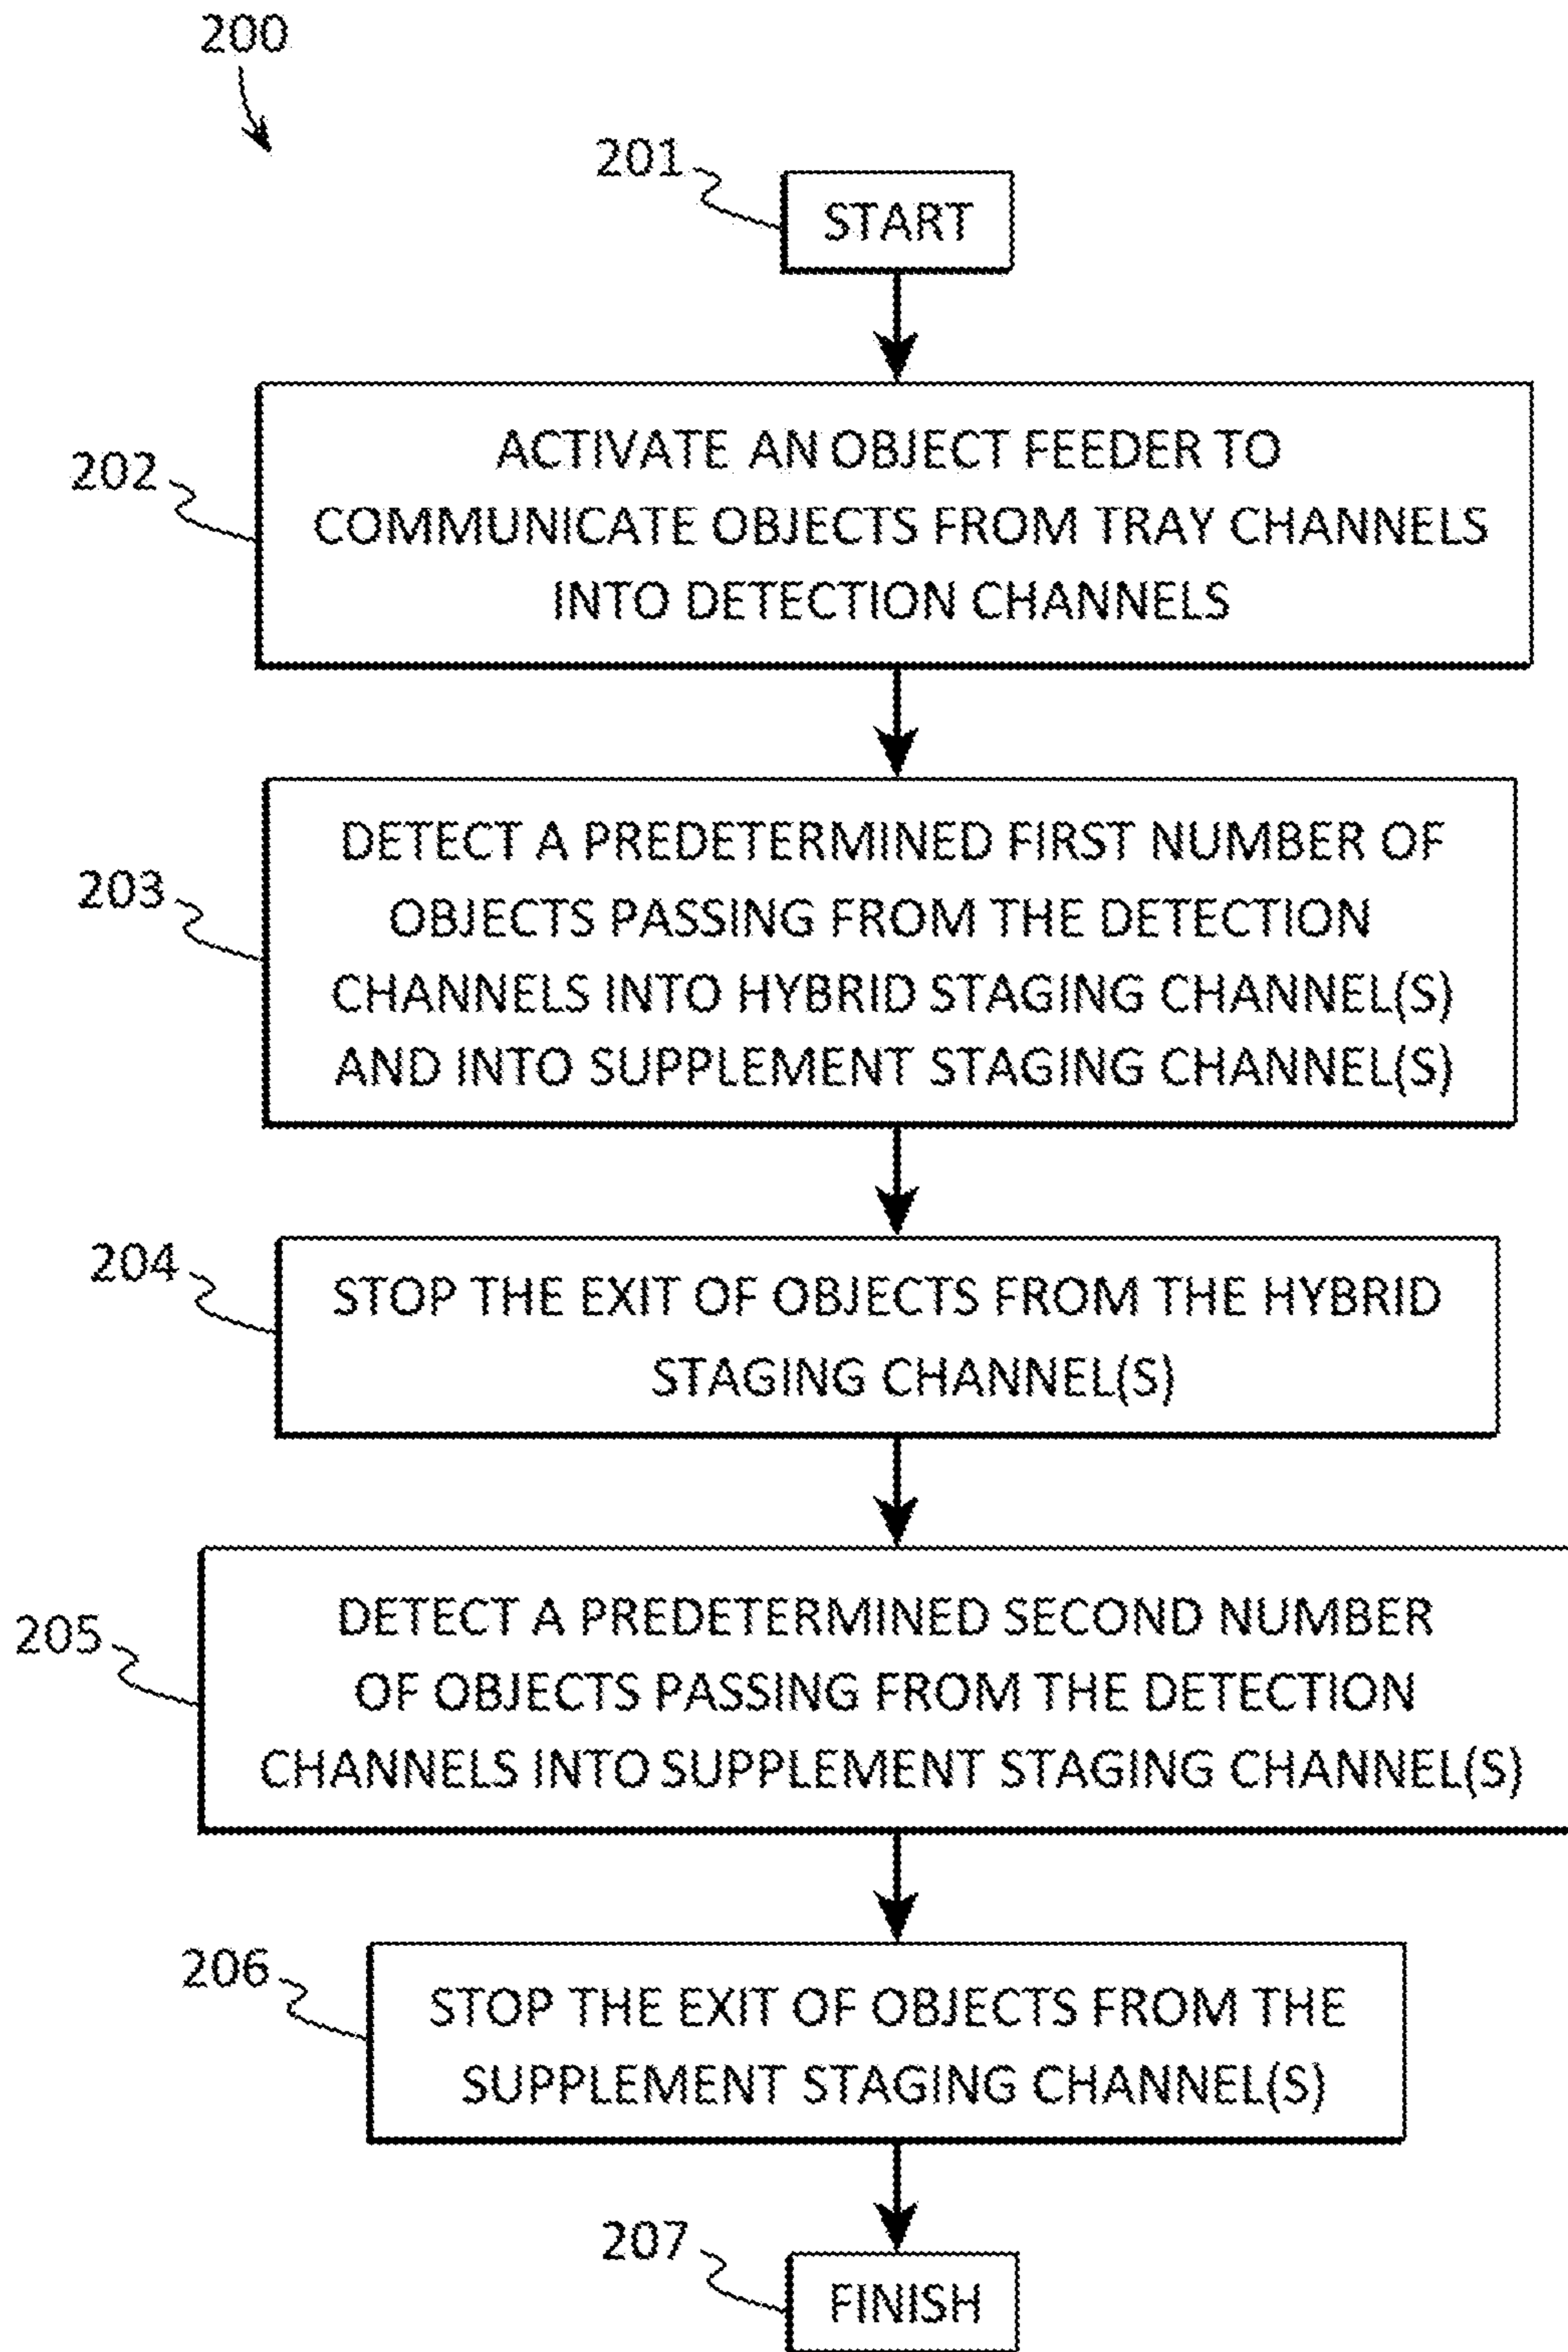 200
201
START
202
ACTIVATE AN OBJECT FEEDER TO
COMMUNICATE OBJECTS FROM TRAY CHANNELS
INTO DETECTION CHANNELS
203
DETECT A PREDETERMINED FIRST NUMBER OF
OBJECTS PASSING FROM THE DETECTION
CHANNELS INTO HYBRID STAGING CHANNEL(S)
AND INTO SUPPLEMENT STAGING CHANNEL(S)
204
STOP THE EXIT OF OBJECTS FROM THE HYBRID
STAGING CHANNEL(S)
205
DETECT A PREDETERMINED SECOND NUMBER
OF OBJECTS PASSING FROM THE DETECTION
CHANNELS INTO SUPPLEMENT STAGING CHANNEL(S)
206
STOP THE EXIT OF OBJECTS FROM THE
SUPPLEMENT STAGING CHANNEL(S)
207
FINISH